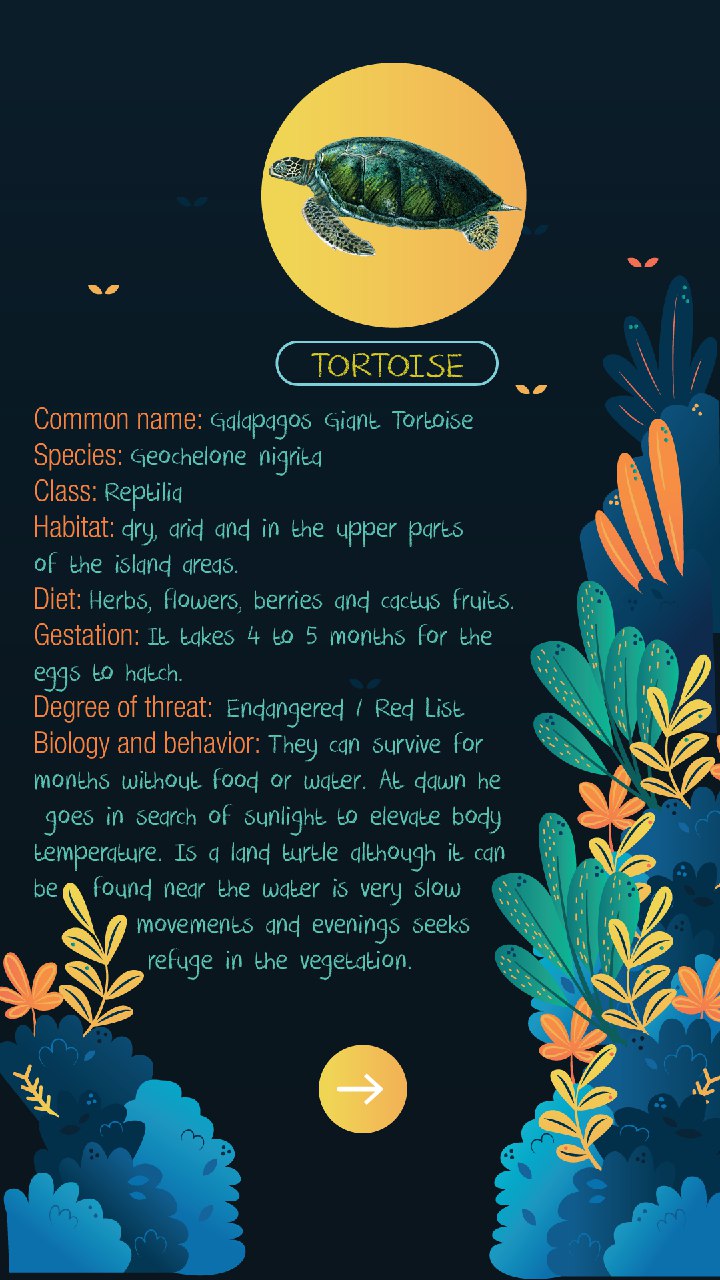 TORTOISE
Common name: Galapagos Giant Tortoise
Species: Geochelone nigrita
Class: Reptilia
Habitat: dry, arid and in the upper parts
of the island areas.
Diet: Herbs, flowers, berries and cactus fruits.
Gestation: It takes 4 to 5 months for the
eggs to hatch.
Degree of threat: Endangered / Red List
Biology and behavior: They can survive for
months without food or water. At dawn he
goes in search of sunlight to elevate body
temperature. Is a land turtle although it can
be found near the water is very slow
movements and evenings seeks
refuge in the vegetation.